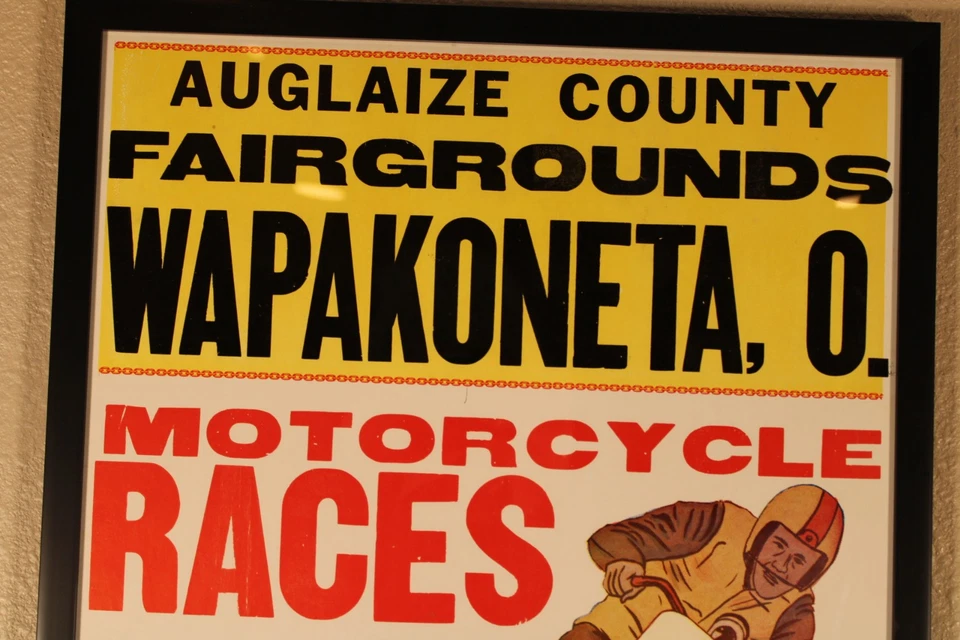 AUGLAIZE COUNTY
FAIRGROUNDS
WAPAKONETA, O.
MOTORCYCLE
RACES